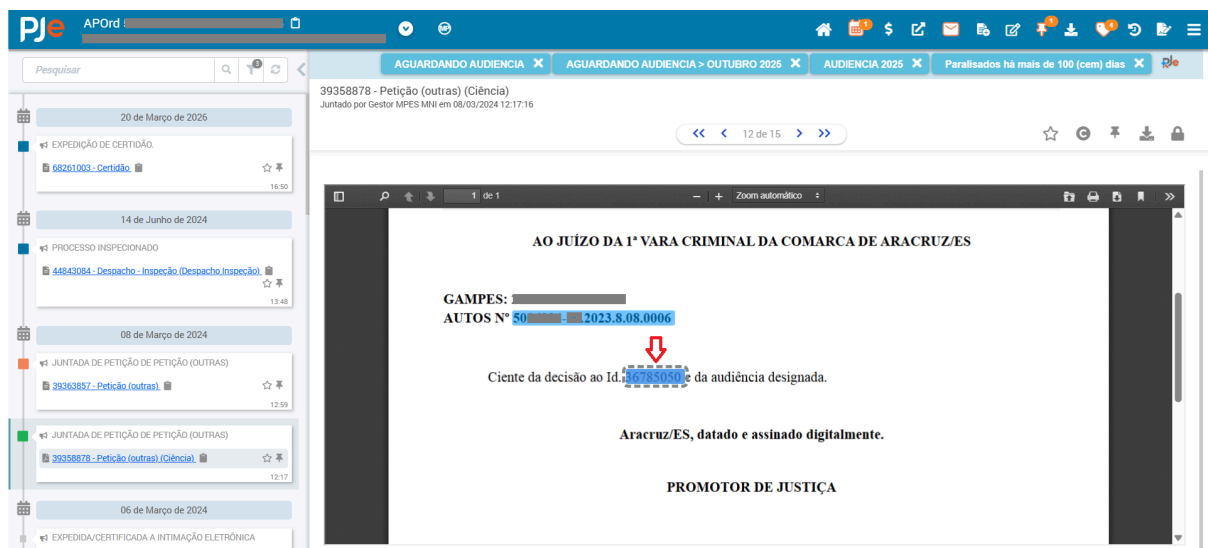 PJe
APOrd
Pesquisar
0
1
AGUARDANDO AUDIENCIA
AGUARDANDO AUDIENCIA > OUTUBRO 2025
AUDIENCIA 2025
Paralisados há mais de 100 (cem) dias
PJe
39358878 - Petição (outras) (Ciência)
Juntado por Gestor MPES MNI em 08/03/2024 12:17:16
12 de 15
20 de Março de 2026
EXPEDIÇÃO DE CERTIDÃO.
68261003 - Certidão
16:50
14 de Junho de 2024
PROCESSO INSPECIONADO
44843084 - Despacho - Inspeção (Despacho Inspeção)
13:48
08 de Março de 2024
JUNTADA DE PETIÇÃO DE PETIÇÃO (OUTRAS)
39363857 - Petição (outras)
12:59
JUNTADA DE PETIÇÃO DE PETIÇÃO (OUTRAS)
39358878 - Petição (outras) (Ciência)
12:17
06 de Março de 2024
EXPEDIDA/CERTIFICADA A INTIMAÇÃO ELETRÔNICA
1 de 1
Zoom automático
AO JUÍZO DA 1ª VARA CRIMINAL DA COMARCA DE ARACRUZ/ES
GAMPES:
AUTOS Nº 50 - .2023.8.08.0006
Ciente da decisão ao Id. 36785050 e da audiência designada.
Aracruz/ES, datado e assinado digitalmente.
PROMOTOR DE JUSTIÇA